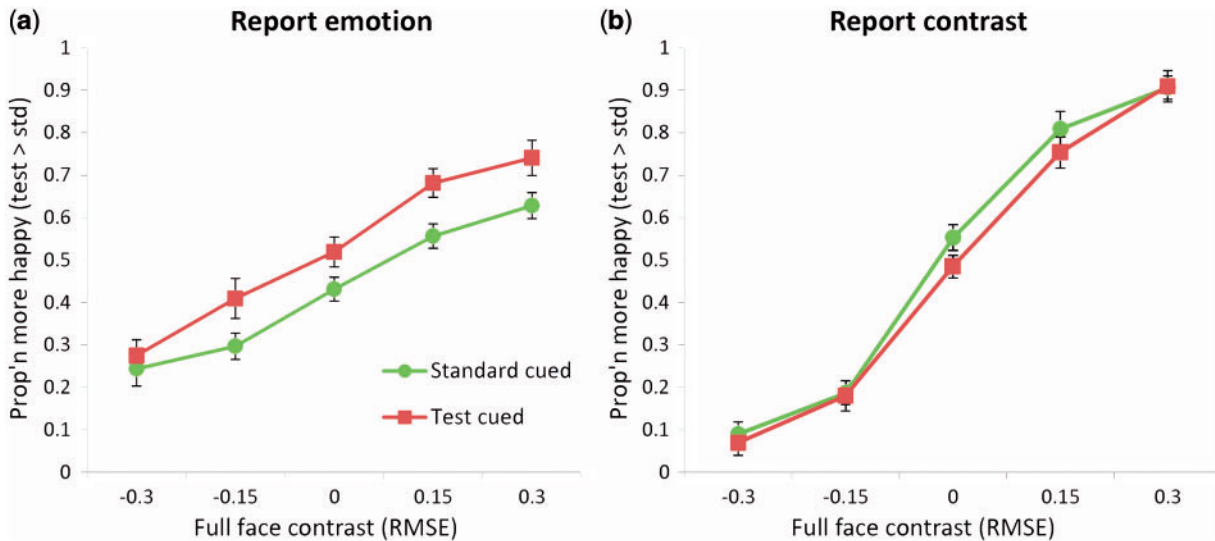 (a) Report emotion
Prop'n more happy (test > std)
1
0.9
0.8
0.7
0.6
0.5
0.4
0.3
0.2
0.1
0
-0.3 -0.15 0 0.15 0.3
Full face contrast (RMSE)
Standard cued
Test cued
(b) Report contrast
Prop'n more happy (test > std)
1
0.9
0.8
0.7
0.6
0.5
0.4
0.3
0.2
0.1
0
-0.3 -0.15 0 0.15 0.3
Full face contrast (RMSE)